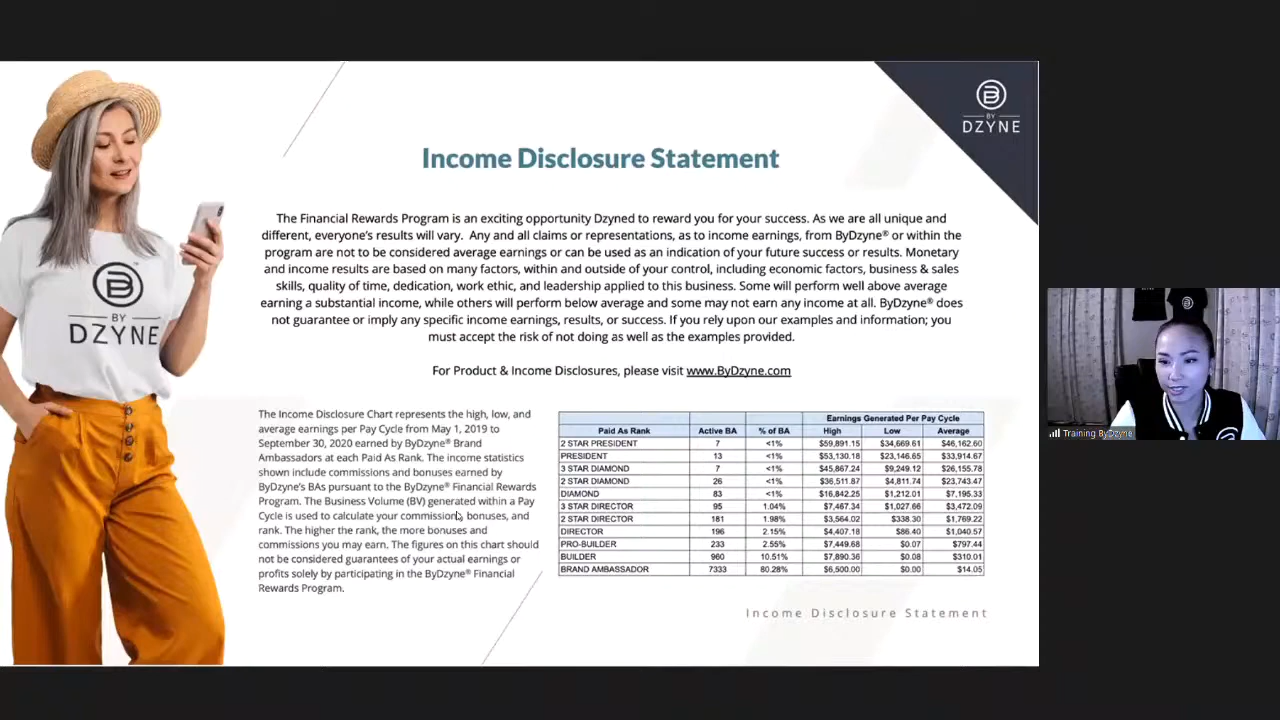 BY
DZYNE
Income Disclosure Statement
The Financial Rewards Program is an exciting opportunity Dzyned to reward you for your success. As we are all unique and
different, everyone's results will vary. Any and all claims or representations, as to income earnings, from ByDzyne® or within the
program are not to be considered average earnings or can be used as an indication of your future success or results. Monetary
and income results are based on many factors, within and outside of your control, including economic factors, business & sales
skills, quality of time, dedication, work ethic, and leadership applied to this business. Some will perform well above average
earning a substantial income, while others will perform below average and some may not earn any income at all. ByDzyne® does
not guarantee or imply any specific income earnings, results, or success. If you rely upon our examples and information; you
must accept the risk of not doing as well as the examples provided.
For Product & Income Disclosures, please visit www.ByDzyne.com
BY
DZYNE
The Income Disclosure Chart represents the high, low, and
average earnings per Pay Cycle from May 1, 2019 to
September 30, 2020 earned by ByDzyne® Brand
Ambassadors at each Paid As Rank. The income statistics
shown include commissions and bonuses earned by
ByDzyne's BAs pursuant to the ByDzyne® Financial Rewards
Program. The Business Volume (BV) generated within a Pay
Cycle is used to calculate your commissions, bonuses, and
rank. The higher the rank, the more bonuses and
commissions you may earn. The figures on this chart should
not be considered guarantees of your actual earnings or
profits solely by participating in the ByDzyne® Financial
Rewards Program.
Earnings Generated Per Pay Cycle
Paid As Rank Active BA % of BA High Low Average
2 STAR PRESIDENT 7 <1% $59,891.15 $34,669.61 $46,162.60
PRESIDENT 13 <1% $53,130.18 $23,146.65 $33,914.67
3 STAR DIAMOND 7 <1% $45,867.24 $9,249.12 $26,155.78
2 STAR DIAMOND 26 <1% $36,511.87 $4,811.74 $23,743.47
DIAMOND 83 <1% $16,842.25 $1,212.01 $7,195.33
3 STAR DIRECTOR 95 1.04% $7,467.34 $1,027.66 $3,472.09
2 STAR DIRECTOR 181 1.98% $3,564.02 $338.30 $1,769.22
DIRECTOR 196 2.15% $4,407.18 $86.40 $1,040.57
PRO-BUILDER 233 2.55% $7,449.68 $0.07 $797.44
BUILDER 960 10.51% $7,890.36 $0.08 $310.01
BRAND AMBASSADOR 7333 80.28% $6,500.00 $0.00 $14.05
Income Disclosure Statement
Training ByDzyne